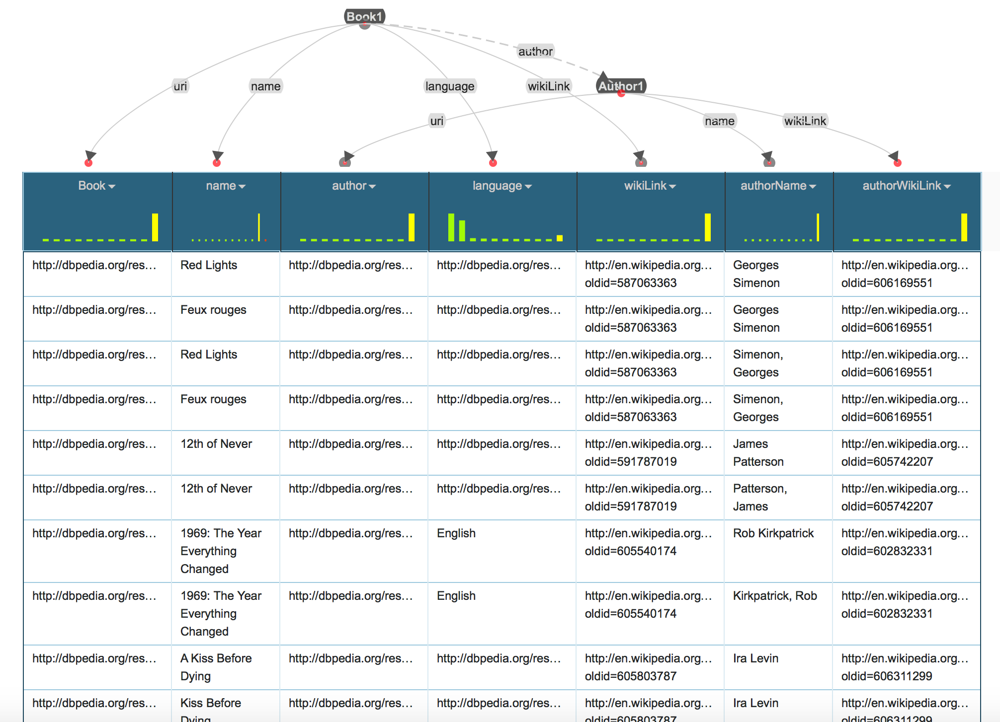 Book1
author
uri
name
language
wikiLink
Author1
uri
name
wikiLink
Book name author language wikiLink authorName authorWikiLink
http://dbpedia.org/res… Red Lights http://dbpedia.org/res… http://dbpedia.org/res… http://en.wikipedia.org… Georges http://en.wikipedia.org…
oldid=587063363 Simenon oldid=606169551
http://dbpedia.org/res… Feux rouges http://dbpedia.org/res… http://dbpedia.org/res… http://en.wikipedia.org… Georges http://en.wikipedia.org…
oldid=587063363 Simenon oldid=606169551
http://dbpedia.org/res… Red Lights http://dbpedia.org/res… http://dbpedia.org/res… http://en.wikipedia.org… Simenon, http://en.wikipedia.org…
oldid=587063363 Georges oldid=606169551
http://dbpedia.org/res… Feux rouges http://dbpedia.org/res… http://dbpedia.org/res… http://en.wikipedia.org… Simenon, http://en.wikipedia.org…
oldid=587063363 Georges oldid=606169551
http://dbpedia.org/res… 12th of Never http://dbpedia.org/res… http://dbpedia.org/res… http://en.wikipedia.org… James http://en.wikipedia.org…
oldid=591787019 Patterson oldid=605742207
http://dbpedia.org/res… 12th of Never http://dbpedia.org/res… http://dbpedia.org/res… http://en.wikipedia.org… Patterson, http://en.wikipedia.org…
oldid=591787019 James oldid=605742207
http://dbpedia.org/res… 1969: The Year http://dbpedia.org/res… English http://en.wikipedia.org… Rob Kirkpatrick http://en.wikipedia.org…
Everything oldid=605540174 oldid=602832331
Changed
http://dbpedia.org/res… 1969: The Year http://dbpedia.org/res… English http://en.wikipedia.org… Kirkpatrick, Rob http://en.wikipedia.org…
Everything oldid=605540174 oldid=602832331
Changed
http://dbpedia.org/res… A Kiss Before http://dbpedia.org/res… http://dbpedia.org/res… http://en.wikipedia.org… Ira Levin http://en.wikipedia.org…
Dying oldid=605803787 oldid=606311299
http://dbpedia.org/res… Kiss Before http://dbpedia.org/res… http://dbpedia.org/res… http://en.wikipedia.org… Ira Levin http://en.wikipedia.org…
Dying oldid=605803787 oldid=606311299